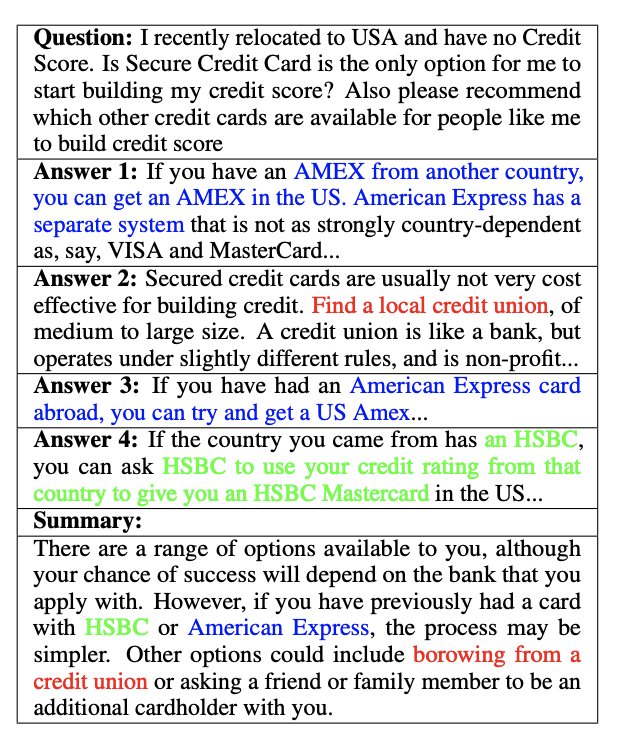 Question: I recently relocated to USA and have no Credit
Score. Is Secure Credit Card is the only option for me to
start building my credit score? Also please recommend
which other credit cards are available for people like me
to build credit score
Answer 1: If you have an AMEX from another country,
you can get an AMEX in the US. American Express has a
separate system that is not as strongly country-dependent
as, say, VISA and MasterCard...
Answer 2: Secured credit cards are usually not very cost
effective for building credit. Find a local credit union, of
medium to large size. A credit union is like a bank, but
operates under slightly different rules, and is non-profit...
Answer 3: If you have had an American Express card
abroad, you can try and get a US Amex...
Answer 4: If the country you came from has an HSBC,
you can ask HSBC to use your credit rating from that
country to give you an HSBC Mastercard in the US...
Summary:
There are a range of options available to you, although
your chance of success will depend on the bank that you
apply with. However, if you have previously had a card
with HSBC or American Express, the process may be
simpler. Other options could include borowing from a
credit union or asking a friend or family member to be an
additional cardholder with you.